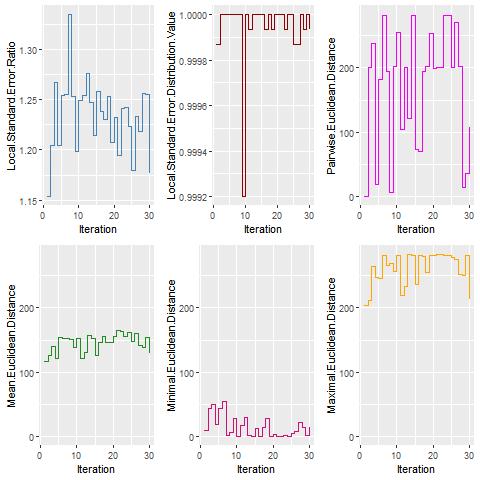 Local.Standard.Error.Ratio
1.30
1.25
1.20
1.15
0 10 20 30
Iteration
Local.Standard.Error.Distribution.Value
1.0000
0.9998
0.9996
0.9994
0.9992
0 10 20 30
Iteration
Pairwise.Euclidean.Distance
200
100
0
0 10 20 30
Iteration
Mean.Euclidean.Distance
200
100
0
0 10 20 30
Iteration
Minimal.Euclidean.Distance
200
100
0
0 10 20 30
Iteration
Maximal.Euclidean.Distance
200
100
0
0 10 20 30
Iteration